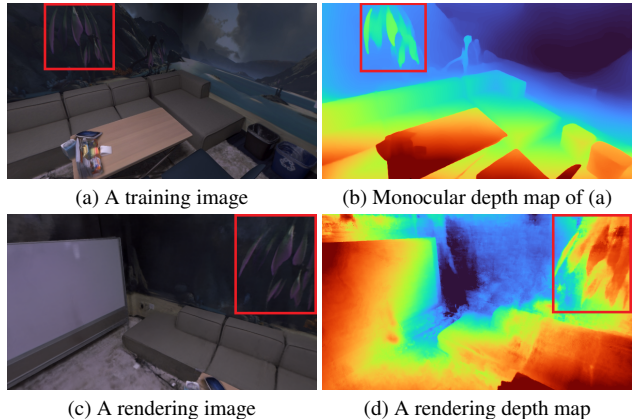 (a) A training image
(b) Monocular depth map of (a)
(c) A rendering image
(d) A rendering depth map